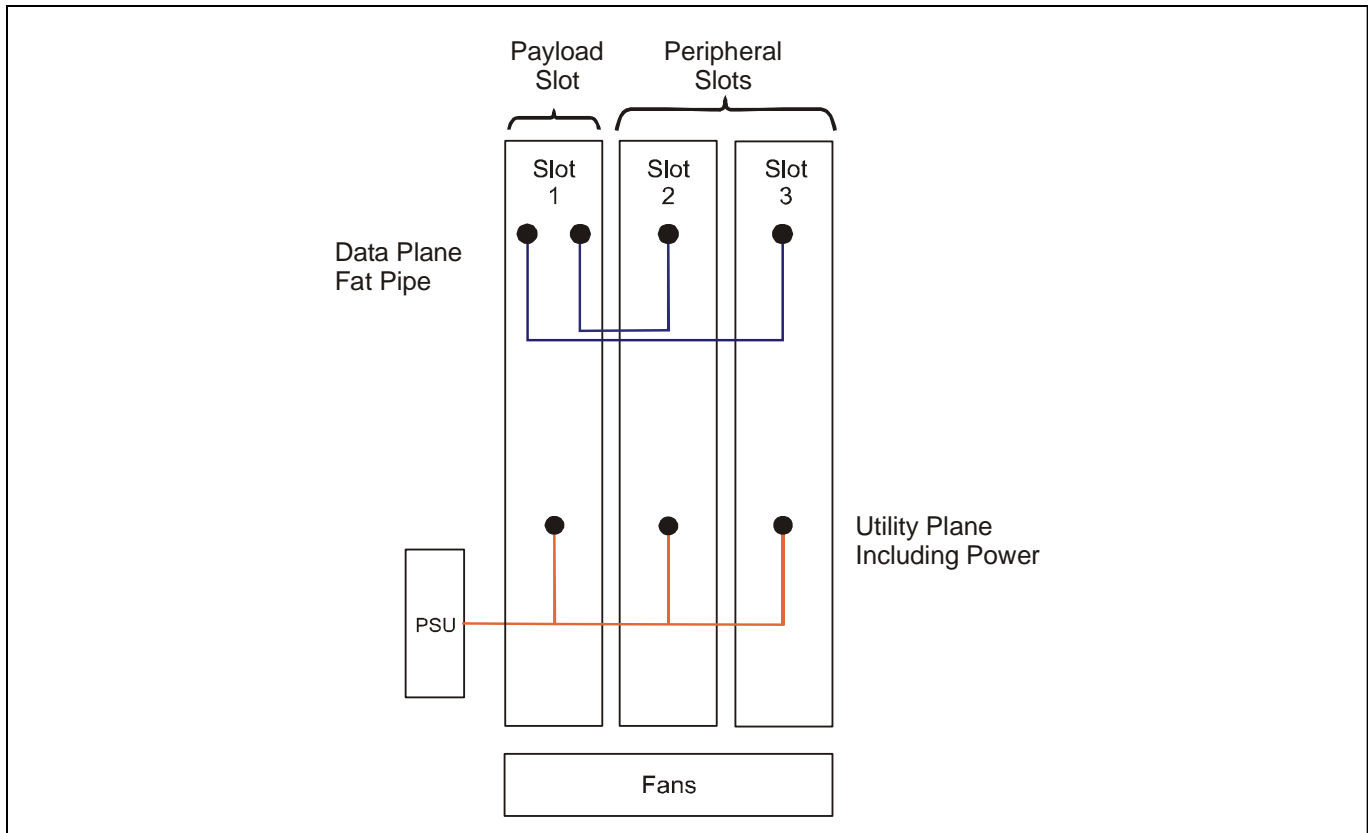 Payload
Slot
Peripheral
Slots
Slot
1
Slot
2
Slot
3
Data Plane
Fat Pipe
Utility Plane
Including Power
PSU
Fans